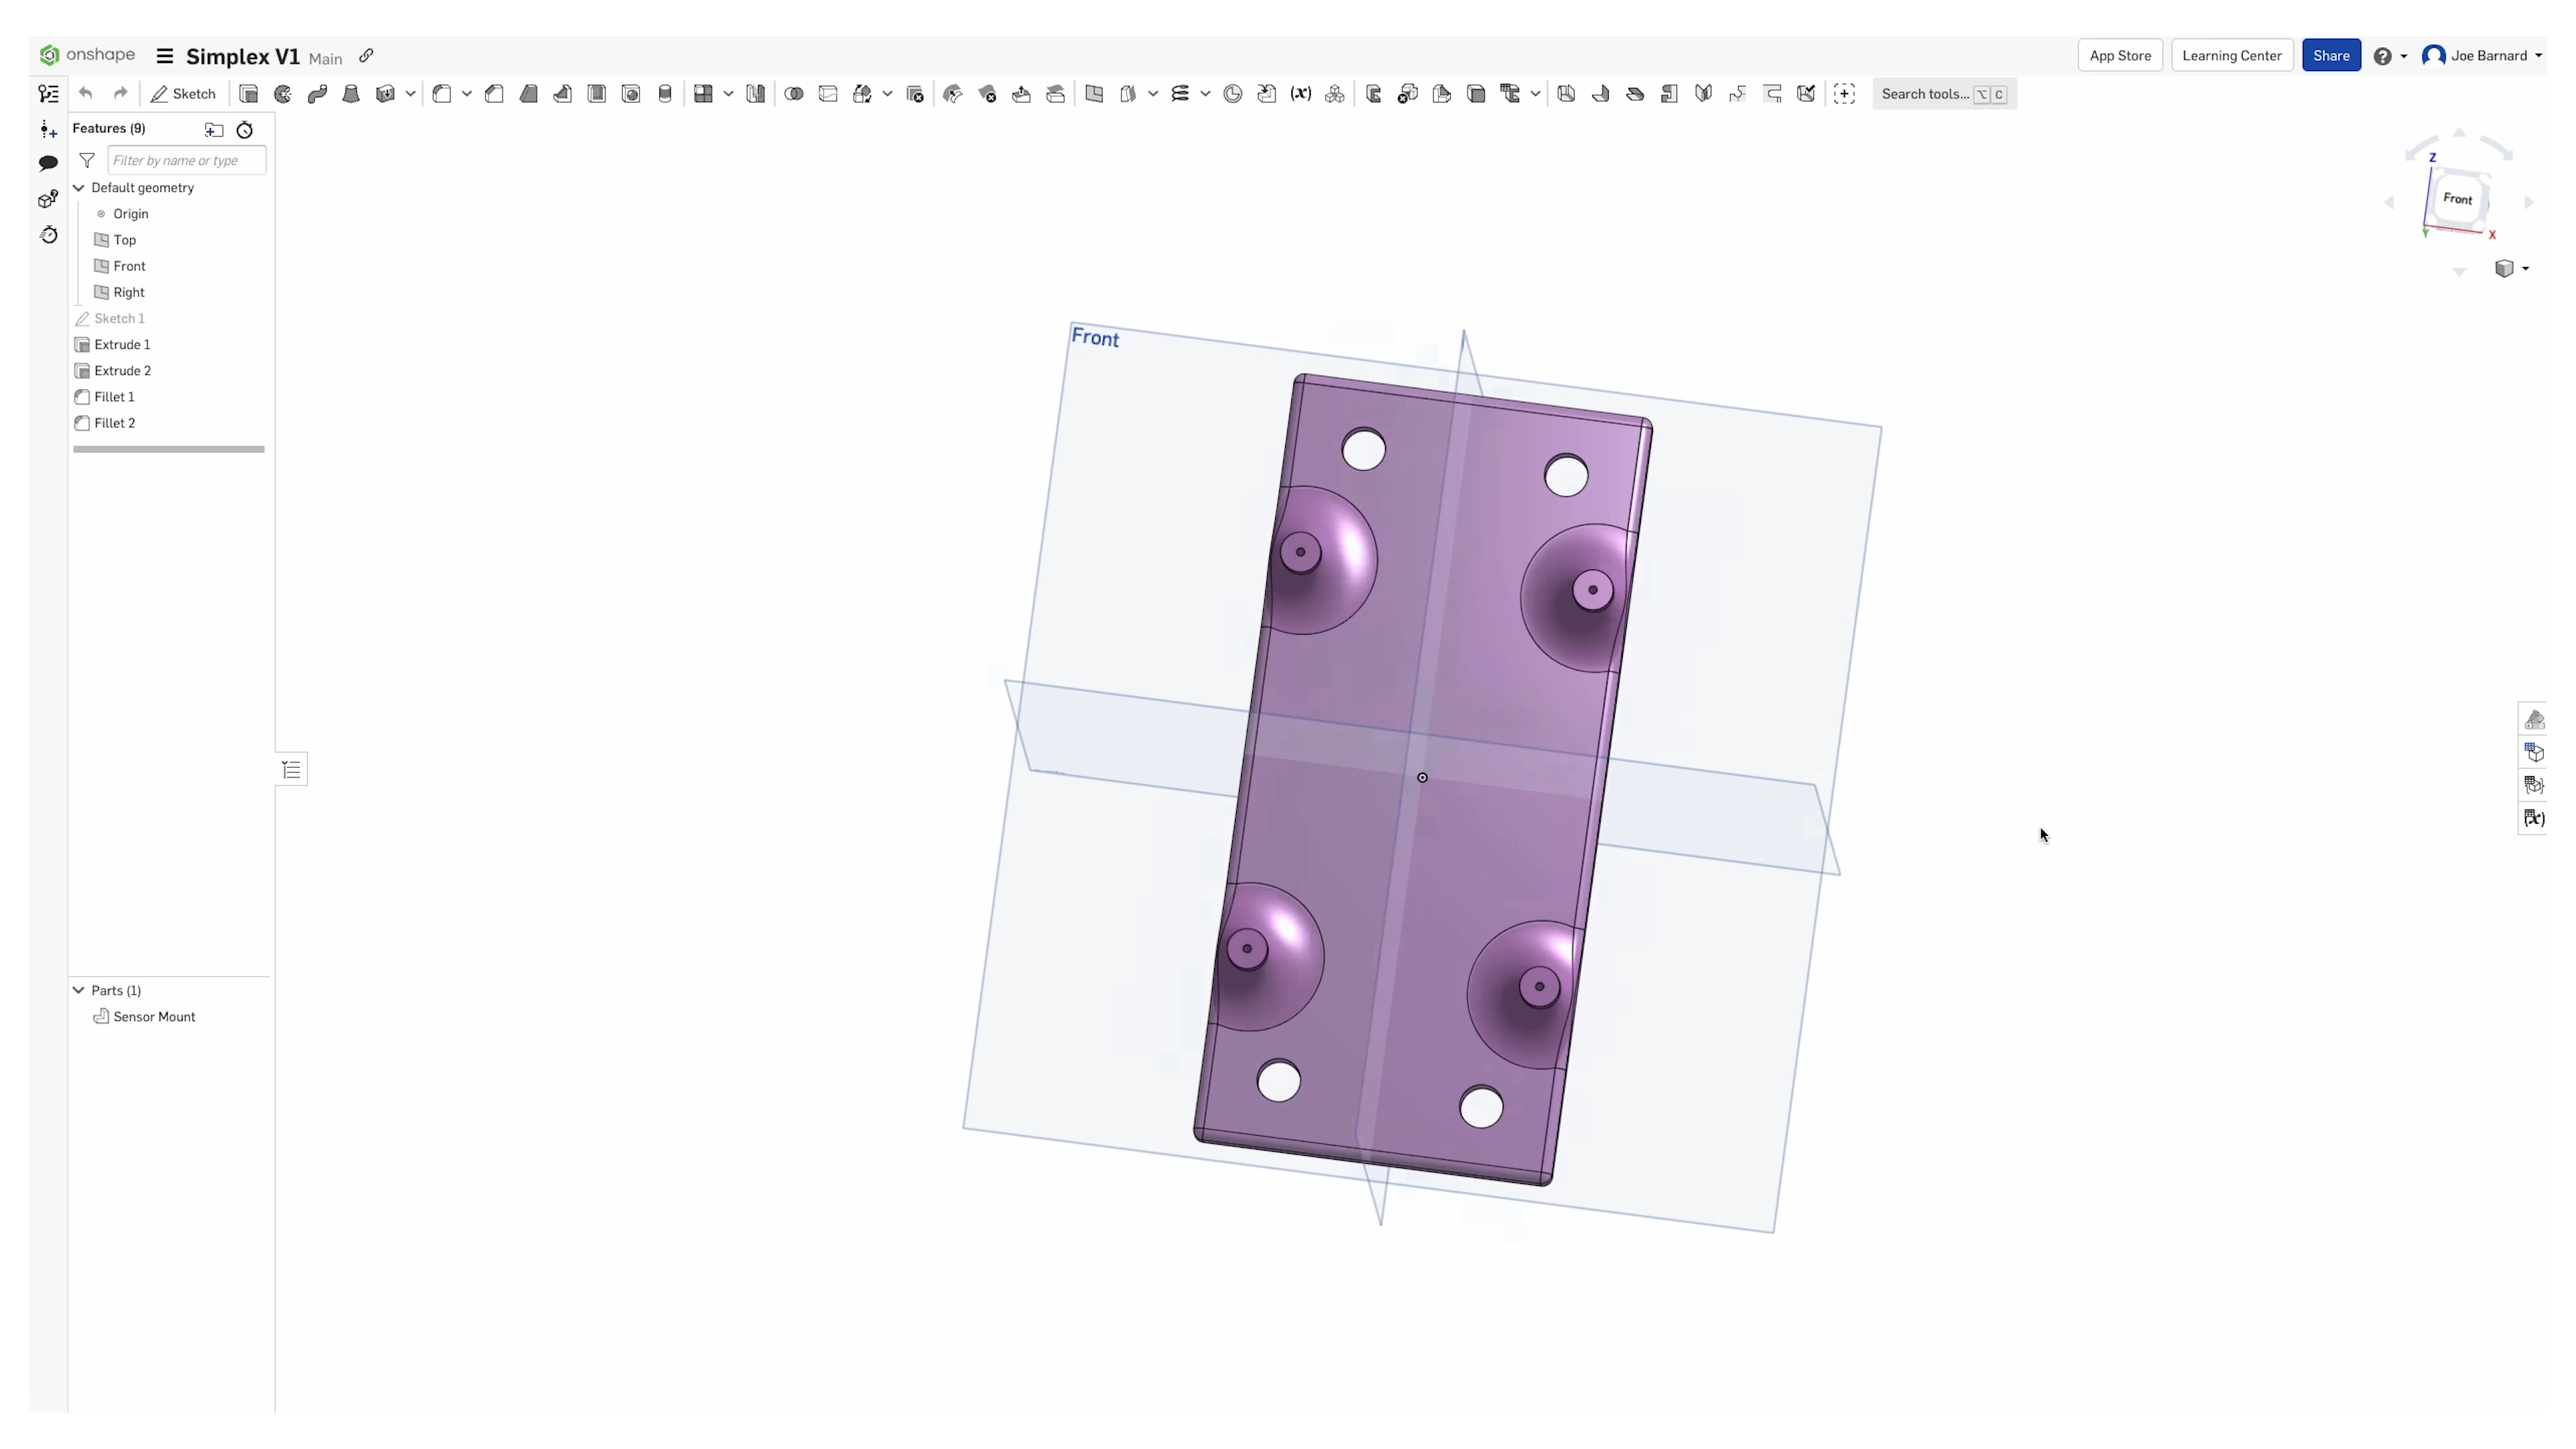 onshape
Simplex V1 Main
App Store
Learning Center
Share
Joe Barnard
Sketch
(x)
Search tools... ⌥ C
Features (9)
Filter by name or type
Default geometry
Origin
Top
Front
Right
Sketch 1
Extrude 1
Extrude 2
Fillet 1
Fillet 2
Parts (1)
Sensor Mount
Front
Z
Front
Y
X
(x)